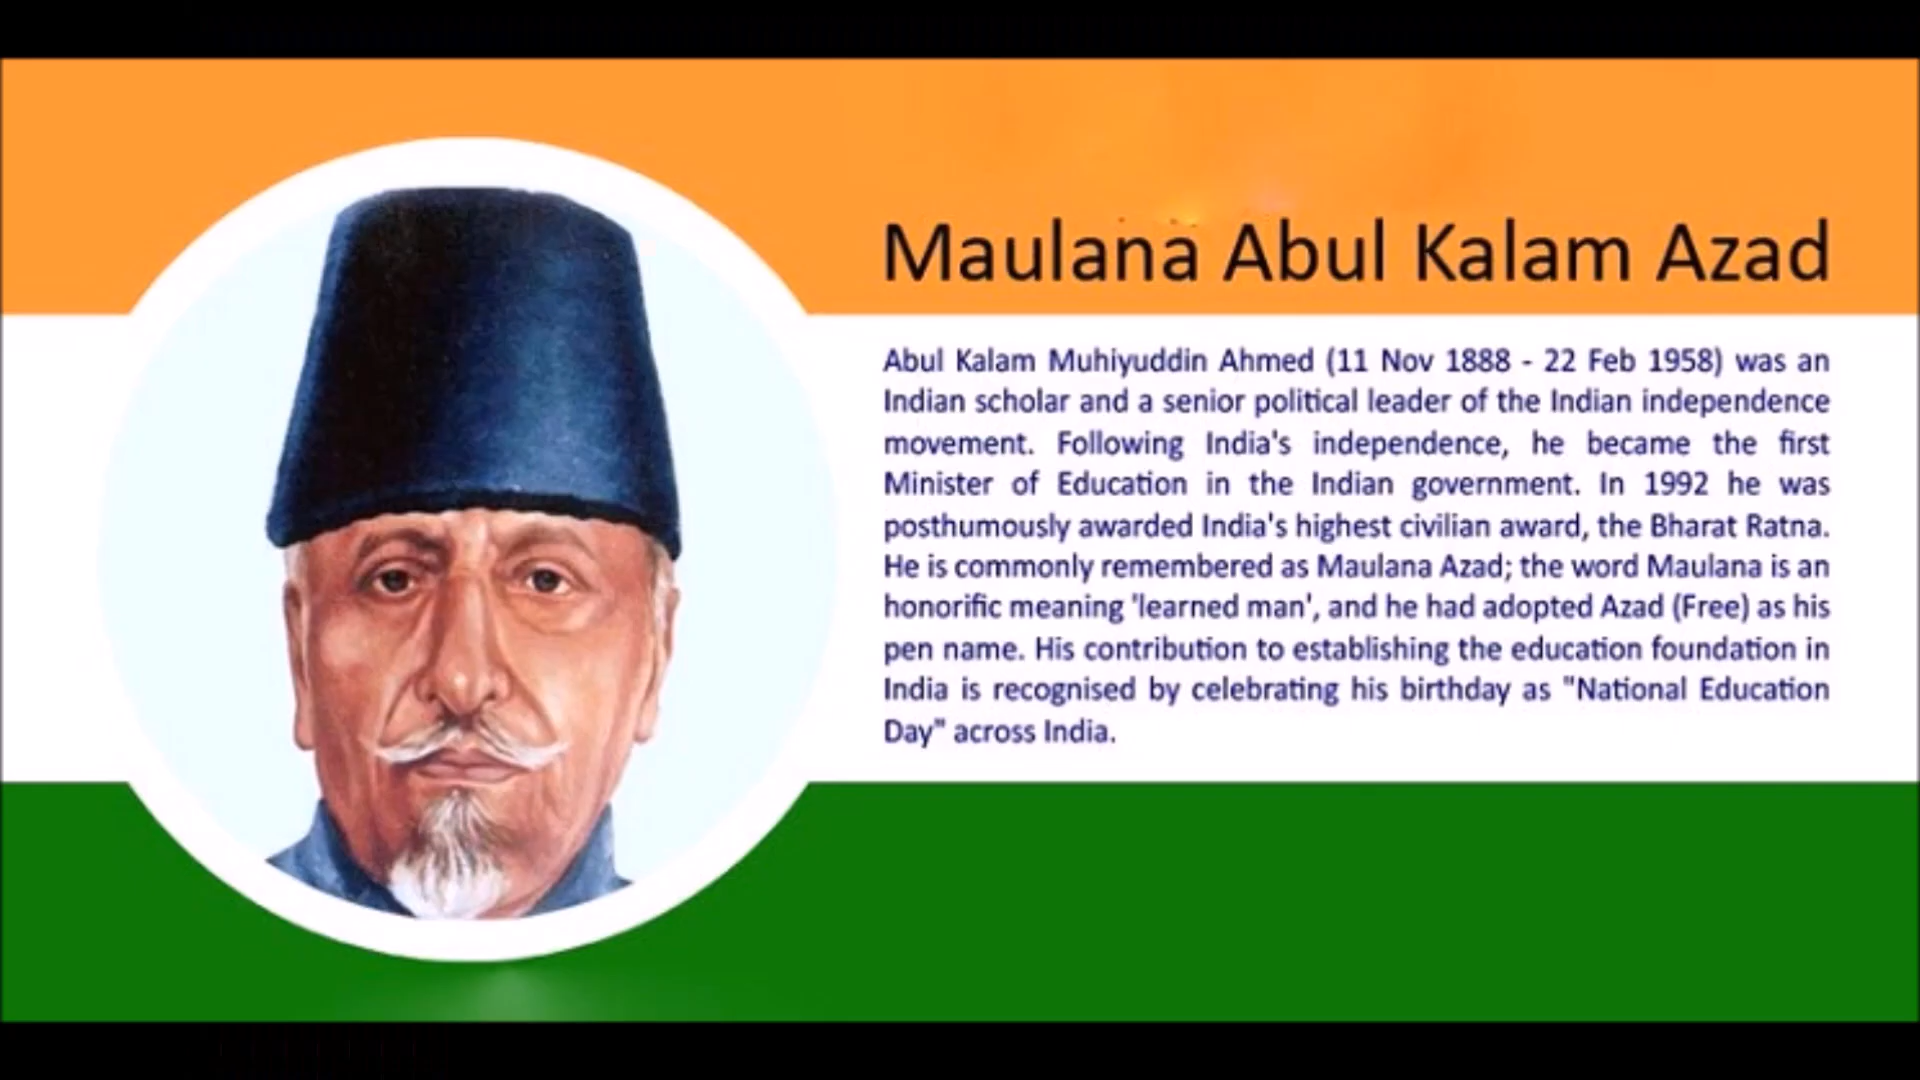 Maulana Abul Kalam Azad
Abul Kalam Muhiyuddin Ahmed (11 Nov 1888 - 22 Feb 1958) was an
Indian scholar and a senior political leader of the Indian independence
movement. Following India's independence, he became the first
Minister of Education in the Indian government. In 1992 he was
posthumously awarded India's highest civilian award, the Bharat Ratna.
He is commonly remembered as Maulana Azad; the word Maulana is an
honorific meaning 'learned man', and he had adopted Azad (Free) as his
pen name. His contribution to establishing the education foundation in
India is recognised by celebrating his birthday as "National Education
Day" across India.